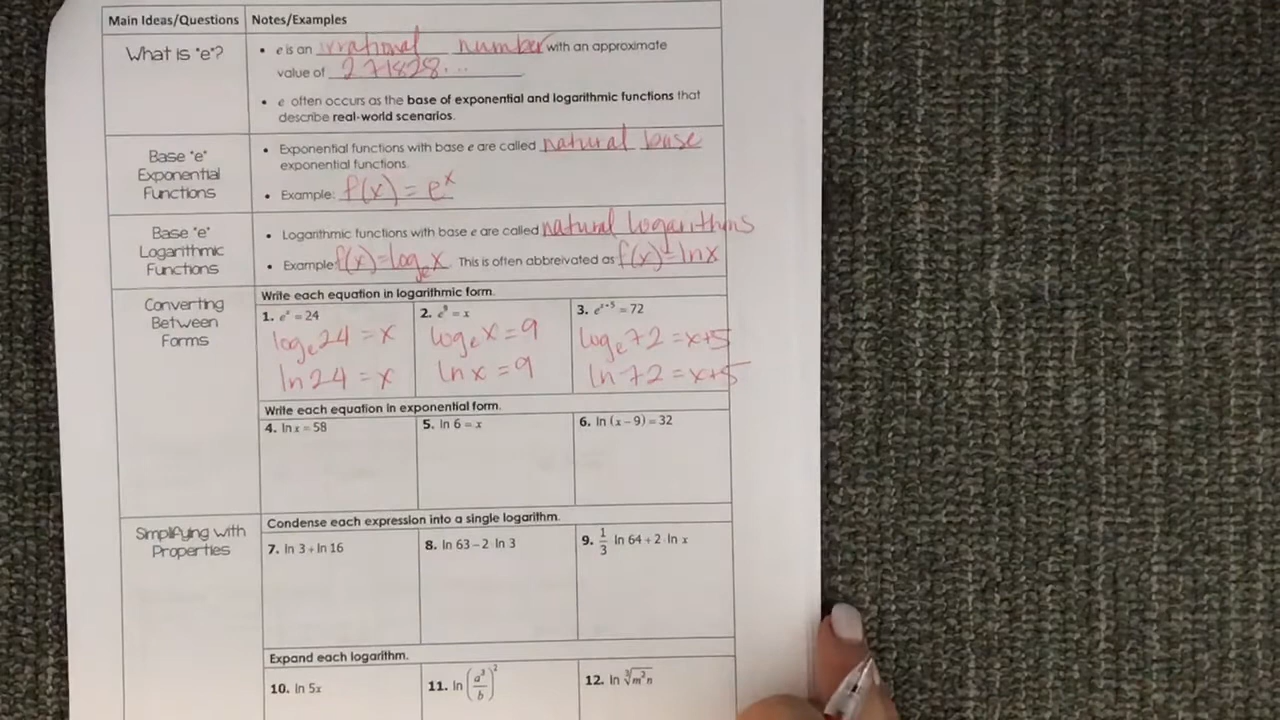 Main Ideas/Questions Notes/Examples
What is "e"?
• e is an irrational number with an approximate
value of 2.71828...
• e often occurs as the base of exponential and logarithmic functions that
describe real-world scenarios.
Base "e"
Exponential
Functions
• Exponential functions with base e are called natural base
exponential functions.
• Example: f(x) = e^x
Base "e"
Logarithmic
Functions
• Logarithmic functions with base e are called natural logarithms
• Example: f(x)=log_e x. This is often abbreivated as f(x)=lnx
Converting
Between
Forms
Write each equation in logarithmic form.
1. e^x = 24 2. e^9 = x 3. e^(x+5) = 72
log_e 24 = x log_e x = 9 log_e 72 = x+5
ln 24 = x ln x = 9 ln 72 = x+5
Write each equation in exponential form.
4. ln x = 58 5. ln 6 = x 6. ln (x − 9) = 32
Simplifying with
Properties
Condense each expression into a single logarithm.
7. ln 3 + ln 16 8. ln 63 − 2 ln 3 9. 1/3 ln 64 + 2 ln x
Expand each logarithm.
10. ln 5x 11. ln (a³/b)² 12. ln ∛(m²n)